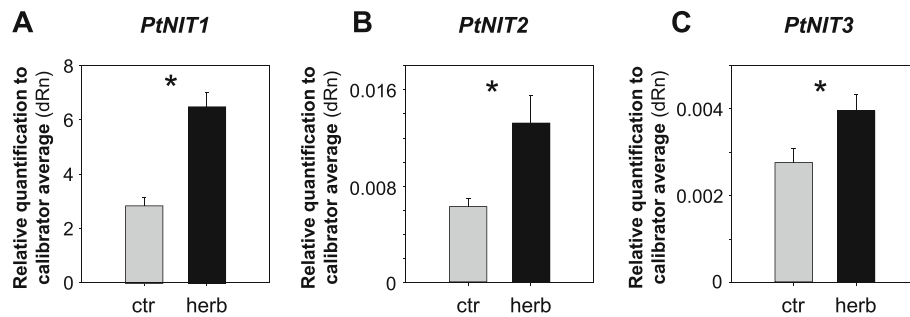 A PtNIT1
Relative quantification to
calibrator average (dRn)
8
6
4
2
0
*
ctr herb
B PtNIT2
Relative quantification to
calibrator average (dRn)
0.016
0.008
0
*
ctr herb
C PtNIT3
Relative quantification to
calibrator average (dRn)
0.004
0.002
0
*
ctr herb